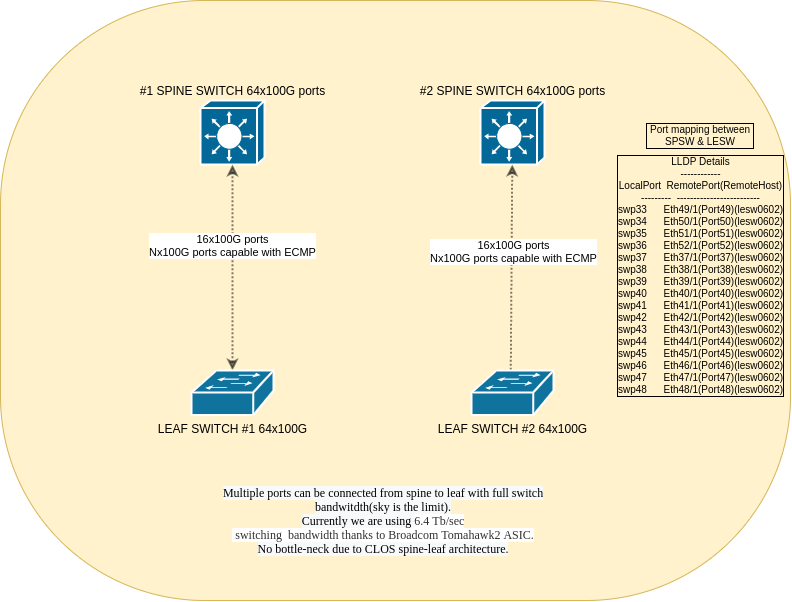 #1 SPINE SWITCH 64x100G ports
#2 SPINE SWITCH 64x100G ports
Port mapping between
SPSW & LESW
LLDP Details
------------
LocalPort RemotePort(RemoteHost)
--------- -------------------------
swp33 Eth49/1(Port49)(lesw0602)
swp34 Eth50/1(Port50)(lesw0602)
swp35 Eth51/1(Port51)(lesw0602)
swp36 Eth52/1(Port52)(lesw0602)
swp37 Eth37/1(Port37)(lesw0602)
swp38 Eth38/1(Port38)(lesw0602)
swp39 Eth39/1(Port39)(lesw0602)
swp40 Eth40/1(Port40)(lesw0602)
swp41 Eth41/1(Port41)(lesw0602)
swp42 Eth42/1(Port42)(lesw0602)
swp43 Eth43/1(Port43)(lesw0602)
swp44 Eth44/1(Port44)(lesw0602)
swp45 Eth45/1(Port45)(lesw0602)
swp46 Eth46/1(Port46)(lesw0602)
swp47 Eth47/1(Port47)(lesw0602)
swp48 Eth48/1(Port48)(lesw0602)
16x100G ports
Nx100G ports capable with ECMP
16x100G ports
Nx100G ports capable with ECMP
LEAF SWITCH #1 64x100G
LEAF SWITCH #2 64x100G
Multiple ports can be connected from spine to leaf with full switch
bandwitdth(sky is the limit).
Currently we are using 6.4 Tb/sec
switching bandwidth thanks to Broadcom Tomahawk2 ASIC.
No bottle-neck due to CLOS spine-leaf architecture.